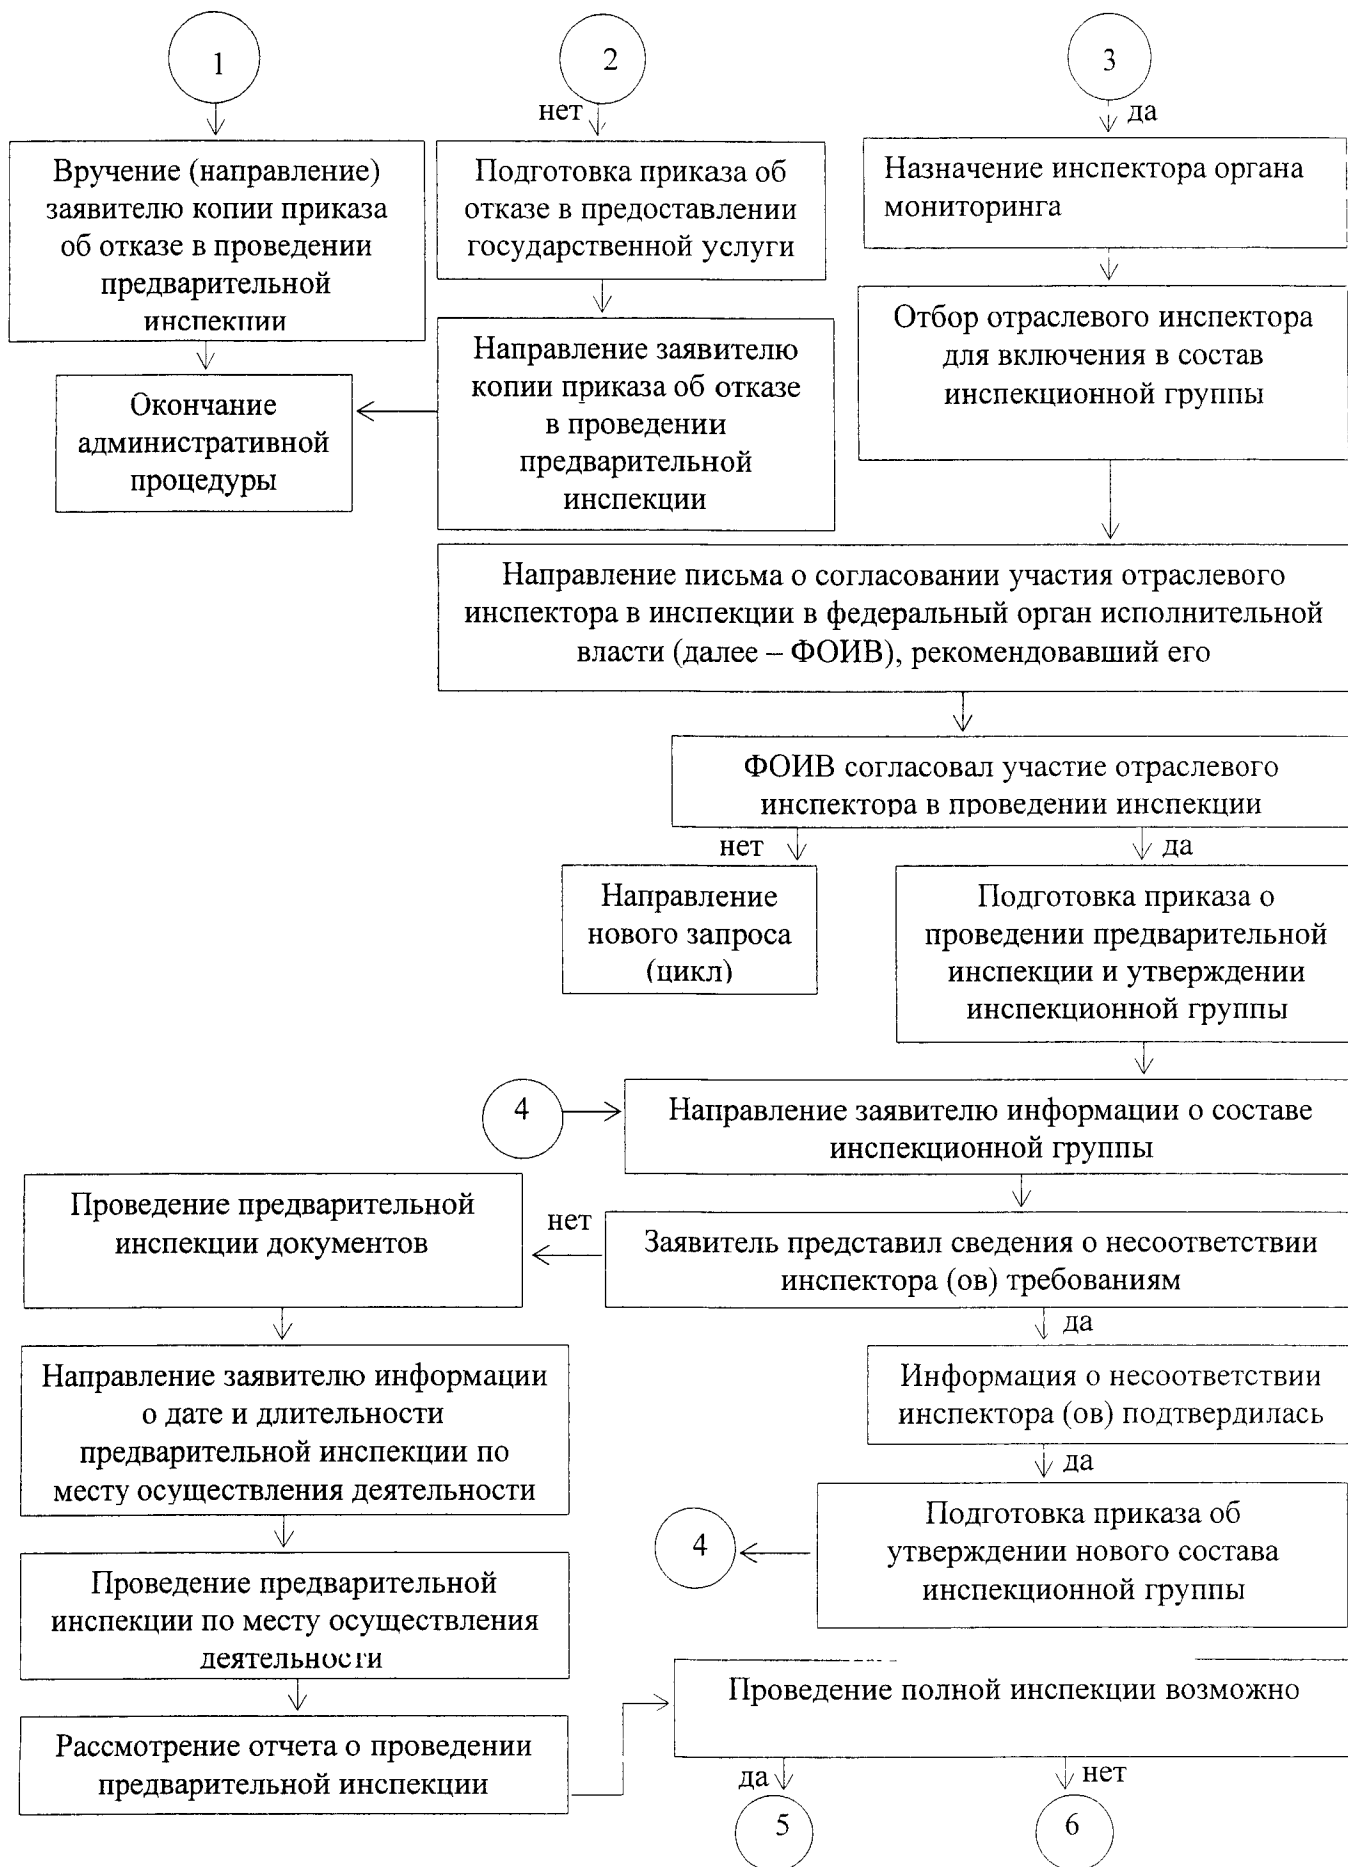 1
2
3
нет
да
Вручение (направление)
заявителю копии приказа
об отказе в проведении
предварительной
инспекции
Подготовка приказа об
отказе в предоставлении
государственной услуги
Назначение инспектора органа
мониторинга
Отбор отраслевого инспектора
для включения в состав
инспекционной группы
Направление заявителю
копии приказа об отказе
в проведении
предварительной
инспекции
Окончание
административной
процедуры
Направление письма о согласовании участия отраслевого
инспектора в инспекции в федеральный орган исполнительной
власти (далее – ФОИВ), рекомендовавший его
ФОИВ согласовал участие отраслевого
инспектора в проведении инспекции
нет
да
Направление
нового запроса
(цикл)
Подготовка приказа о
проведении предварительной
инспекции и утверждении
инспекционной группы
4
Направление заявителю информации о составе
инспекционной группы
Проведение предварительной
инспекции документов
нет
Заявитель представил сведения о несоответствии
инспектора (ов) требованиям
да
Направление заявителю информации
о дате и длительности
предварительной инспекции по
месту осуществления деятельности
Информация о несоответствии
инспектора (ов) подтвердилась
да
Подготовка приказа об
утверждении нового состава
инспекционной группы
4
Проведение предварительной
инспекции по месту осуществления
деятельности
Проведение полной инспекции возможно
Рассмотрение отчета о проведении
предварительной инспекции
да
нет
5
6